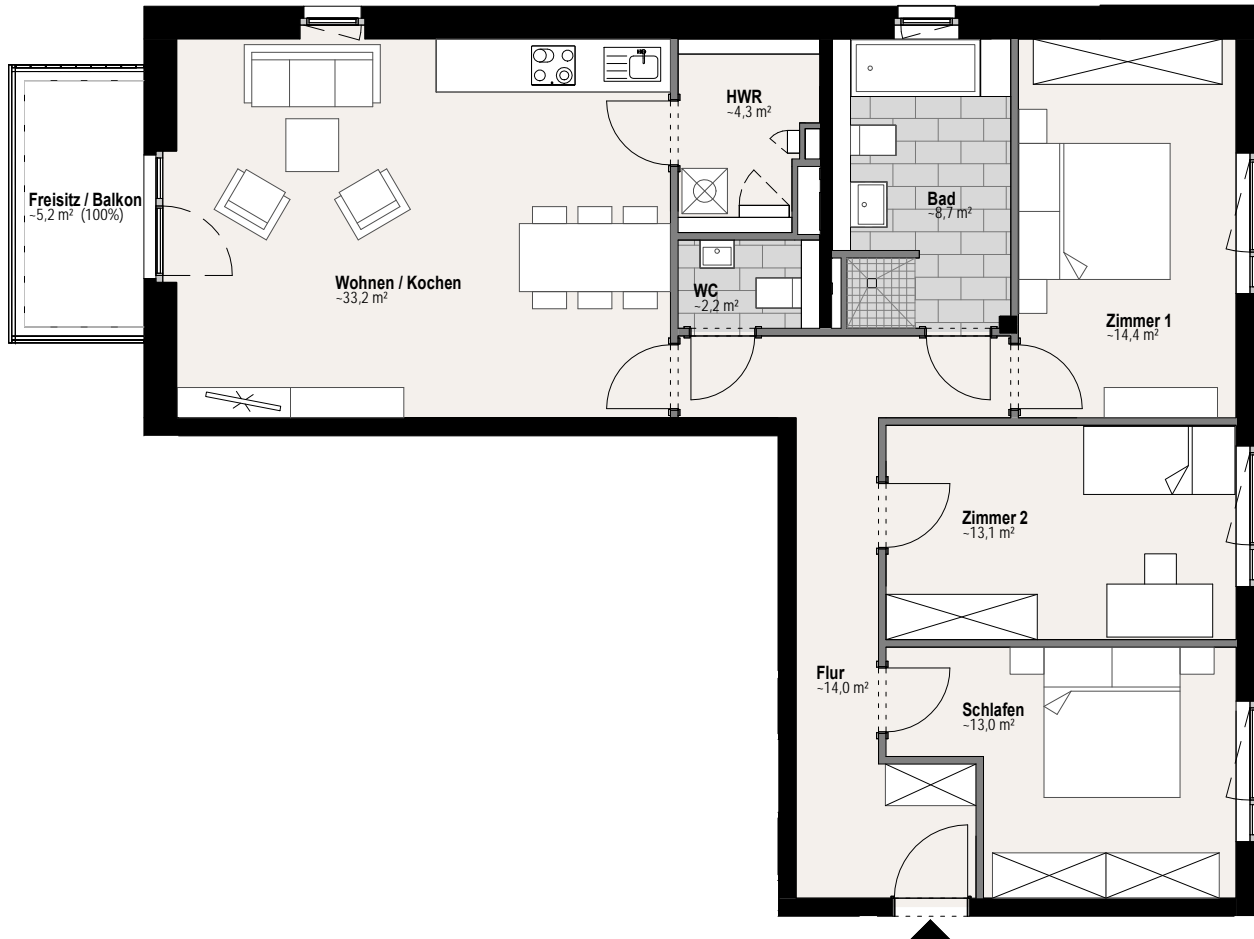 HWR
~4,3 m²
Freisitz / Balkon
~5,2 m² (100%)
Bad
~8,7 m²
Wohnen / Kochen
~33,2 m²
WC
~2,2 m²
Zimmer 1
~14,4 m²
Zimmer 2
~13,1 m²
Flur
~14,0 m²
Schlafen
~13,0 m²